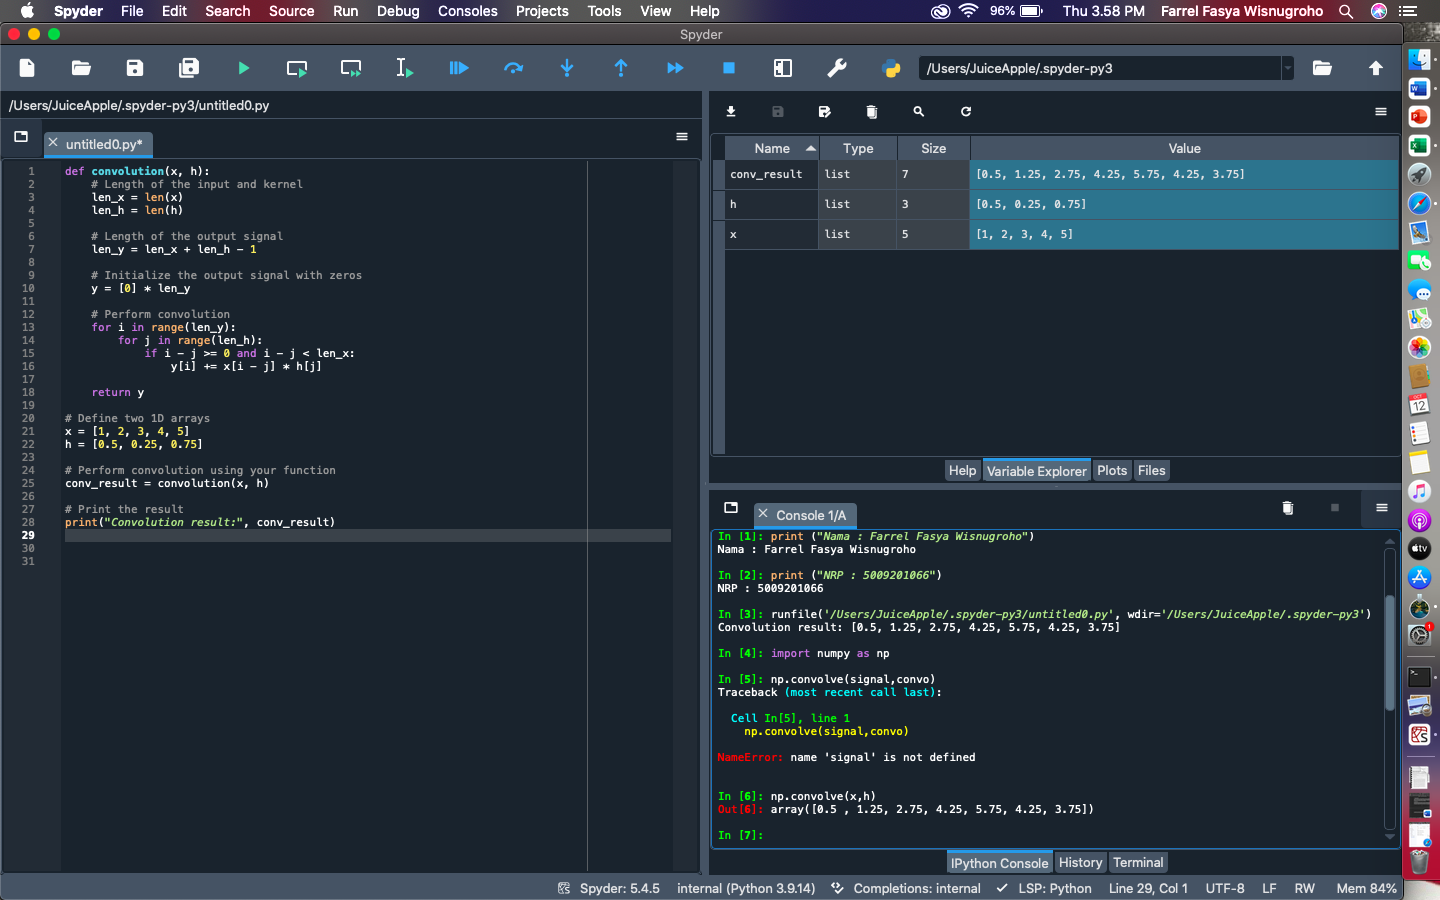 Spyder File Edit Search Source Run Debug Consoles Projects Tools View Help 96% Thu 3.58 PM Farrel Fasya Wisnugroho
Spyder
/Users/JuiceApple/.spyder-py3
/Users/JuiceApple/.spyder-py3/untitled0.py
untitled0.py*
1 def convolution(x, h):
2     # Length of the input and kernel
3     len_x = len(x)
4     len_h = len(h)
5
6     # Length of the output signal
7     len_y = len_x + len_h - 1
8
9     # Initialize the output signal with zeros
10     y = [0] * len_y
11
12     # Perform convolution
13     for i in range(len_y):
14         for j in range(len_h):
15             if i - j >= 0 and i - j < len_x:
16                 y[i] += x[i - j] * h[j]
17
18     return y
19
20 # Define two 1D arrays
21 x = [1, 2, 3, 4, 5]
22 h = [0.5, 0.25, 0.75]
23
24 # Perform convolution using your function
25 conv_result = convolution(x, h)
26
27 # Print the result
28 print("Convolution result:", conv_result)
29
30
31
Name Type Size Value
conv_result list 7 [0.5, 1.25, 2.75, 4.25, 5.75, 4.25, 3.75]
h list 3 [0.5, 0.25, 0.75]
x list 5 [1, 2, 3, 4, 5]
Help Variable Explorer Plots Files
Console 1/A
In [1]: print ("Nama : Farrel Fasya Wisnugroho")
Nama : Farrel Fasya Wisnugroho
In [2]: print ("NRP : 5009201066")
NRP : 5009201066
In [3]: runfile('/Users/JuiceApple/.spyder-py3/untitled0.py', wdir='/Users/JuiceApple/.spyder-py3')
Convolution result: [0.5, 1.25, 2.75, 4.25, 5.75, 4.25, 3.75]
In [4]: import numpy as np
In [5]: np.convolve(signal,convo)
Traceback (most recent call last):
Cell In[5], line 1
np.convolve(signal,convo)
NameError: name 'signal' is not defined
In [6]: np.convolve(x,h)
Out[6]: array([0.5 , 1.25, 2.75, 4.25, 5.75, 4.25, 3.75])
In [7]:
IPython Console History Terminal
Spyder: 5.4.5 internal (Python 3.9.14) Completions: internal LSP: Python Line 29, Col 1 UTF-8 LF RW Mem 84%
OCT
12
tv
1